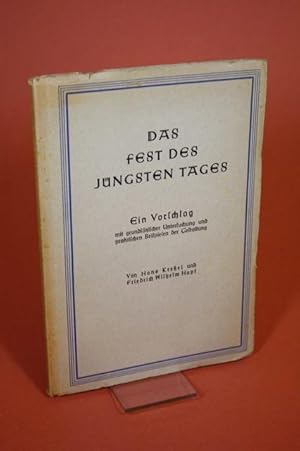 DAS
FEST DES
JÜNGSTEN TAGES
Ein Vorschlag
mit grundsätzlicher Untersuchung und
praktischen Beispielen der Gestaltung
Von Hans Kreßel und
Friedrich Wilhelm Hopf